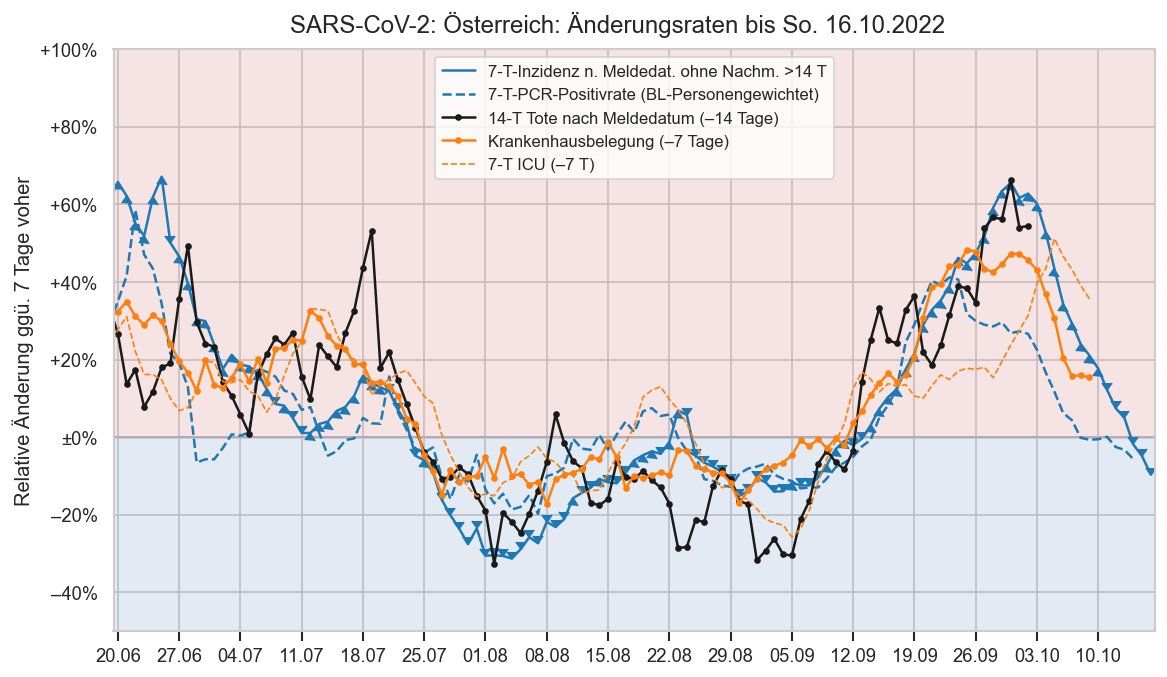 SARS-CoV-2: Österreich: Änderungsraten bis So. 16.10.2022
Relative Änderung ggü. 7 Tage voher
+100%
+80%
+60%
+40%
+20%
±0%
–20%
–40%
7-T-Inzidenz n. Meldedat. ohne Nachm. >14 T
7-T-PCR-Positivrate (BL-Personengewichtet)
14-T Tote nach Meldedatum (–14 Tage)
Krankenhausbelegung (–7 Tage)
7-T ICU (–7 T)
20.06 27.06 04.07 11.07 18.07 25.07 01.08 08.08 15.08 22.08 29.08 05.09 12.09 19.09 26.09 03.10 10.10